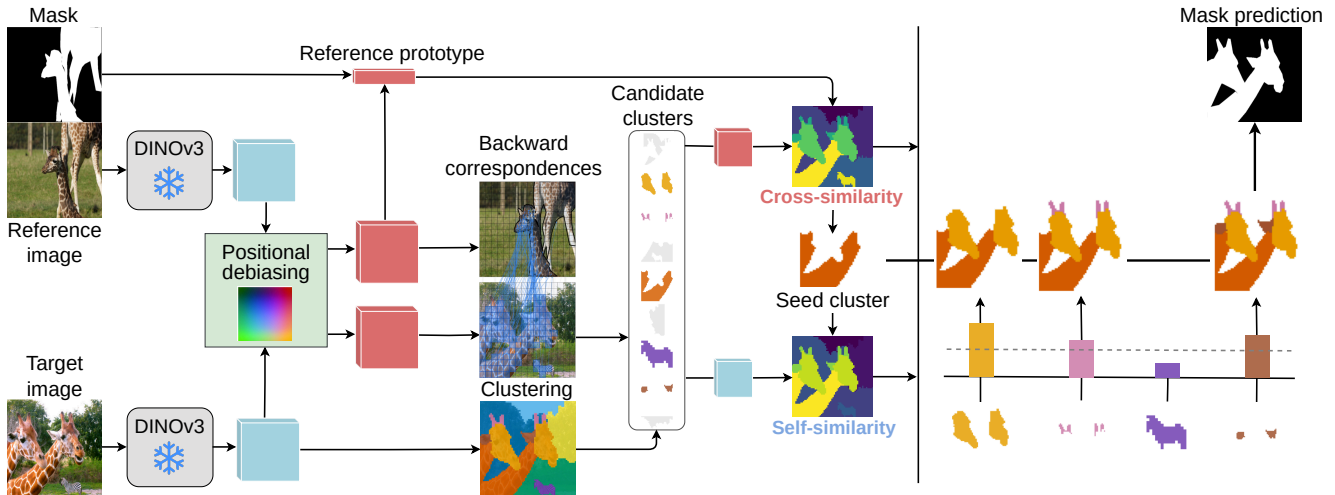 Mask
Mask prediction
Reference prototype
Candidate
clusters
DINOv3
Backward
correspondences
Cross-similarity
Reference
image
Positional
debiasing
Seed cluster
Target
image
Clustering
DINOv3
Self-similarity